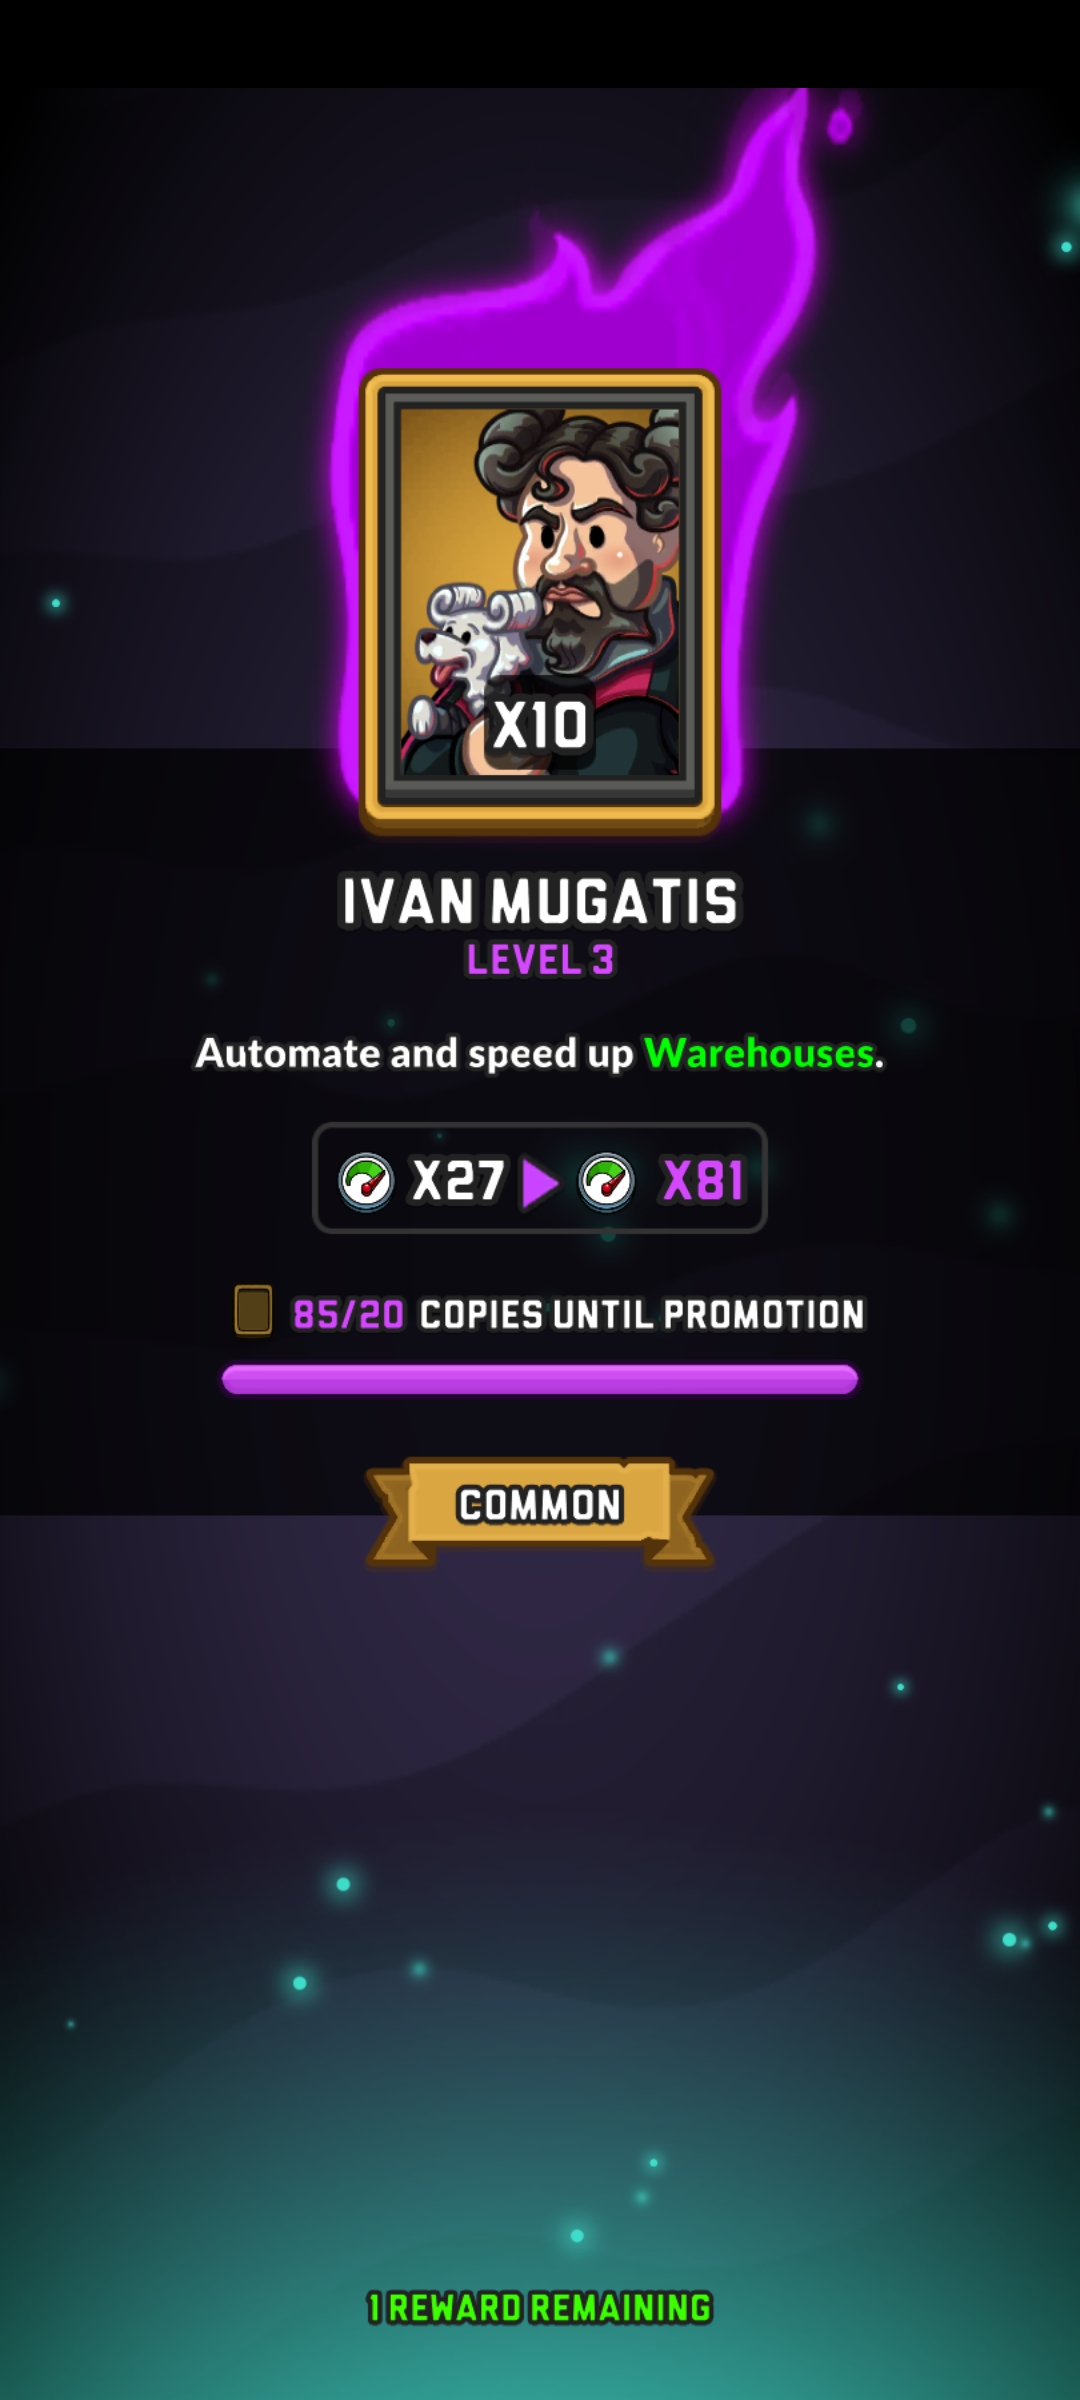 X10
IVAN MUGATIS
LEVEL 3
Automate and speed up Warehouses.
X27 X81
85/20 COPIES UNTIL PROMOTION
COMMON
1 REWARD REMAINING